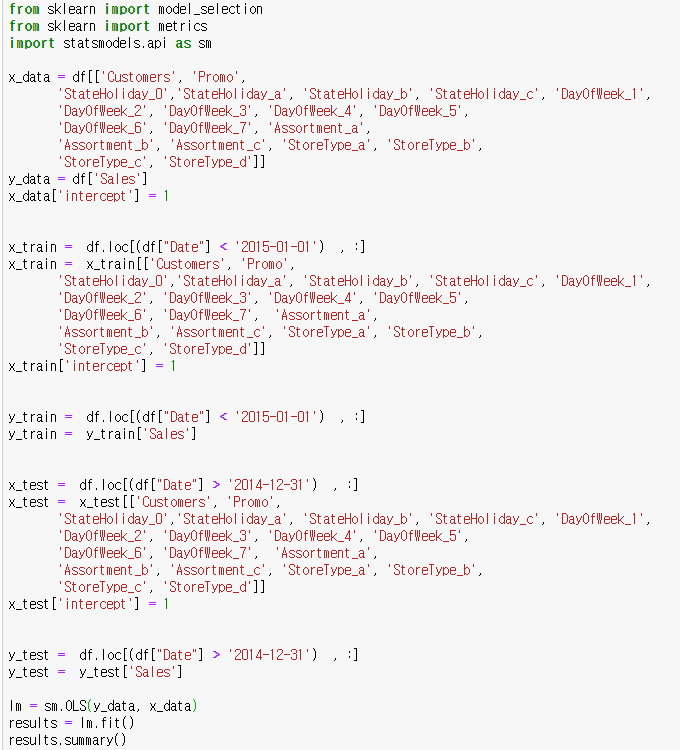 from sklearn import model_selection
from sklearn import metrics
import statsmodels.api as sm
x_data = df[['Customers', 'Promo',
'StateHoliday_0','StateHoliday_a', 'StateHoliday_b', 'StateHoliday_c', 'DayOfWeek_1',
'DayOfWeek_2', 'DayOfWeek_3', 'DayOfWeek_4', 'DayOfWeek_5',
'DayOfWeek_6', 'DayOfWeek_7', 'Assortment_a',
'Assortment_b', 'Assortment_c', 'StoreType_a', 'StoreType_b',
'StoreType_c', 'StoreType_d']]
y_data = df['Sales']
x_data['intercept'] = 1
x_train =  df.loc[(df["Date"] < '2015-01-01')  , :]
x_train =  x_train[['Customers', 'Promo',
'StateHoliday_0','StateHoliday_a', 'StateHoliday_b', 'StateHoliday_c', 'DayOfWeek_1',
'DayOfWeek_2', 'DayOfWeek_3', 'DayOfWeek_4', 'DayOfWeek_5',
'DayOfWeek_6', 'DayOfWeek_7',  'Assortment_a',
'Assortment_b', 'Assortment_c', 'StoreType_a', 'StoreType_b',
'StoreType_c', 'StoreType_d']]
x_train['intercept'] = 1
y_train =  df.loc[(df["Date"] < '2015-01-01')  , :]
y_train =  y_train['Sales']
x_test =  df.loc[(df["Date"] > '2014-12-31')  , :]
x_test =  x_test[['Customers', 'Promo',
'StateHoliday_0','StateHoliday_a', 'StateHoliday_b', 'StateHoliday_c', 'DayOfWeek_1',
'DayOfWeek_2', 'DayOfWeek_3', 'DayOfWeek_4', 'DayOfWeek_5',
'DayOfWeek_6', 'DayOfWeek_7',  'Assortment_a',
'Assortment_b', 'Assortment_c', 'StoreType_a', 'StoreType_b',
'StoreType_c', 'StoreType_d']]
x_test['intercept'] = 1
y_test =  df.loc[(df["Date"] > '2014-12-31')  , :]
y_test =  y_test['Sales']
lm = sm.OLS(y_data, x_data)
results = lm.fit()
results.summary()